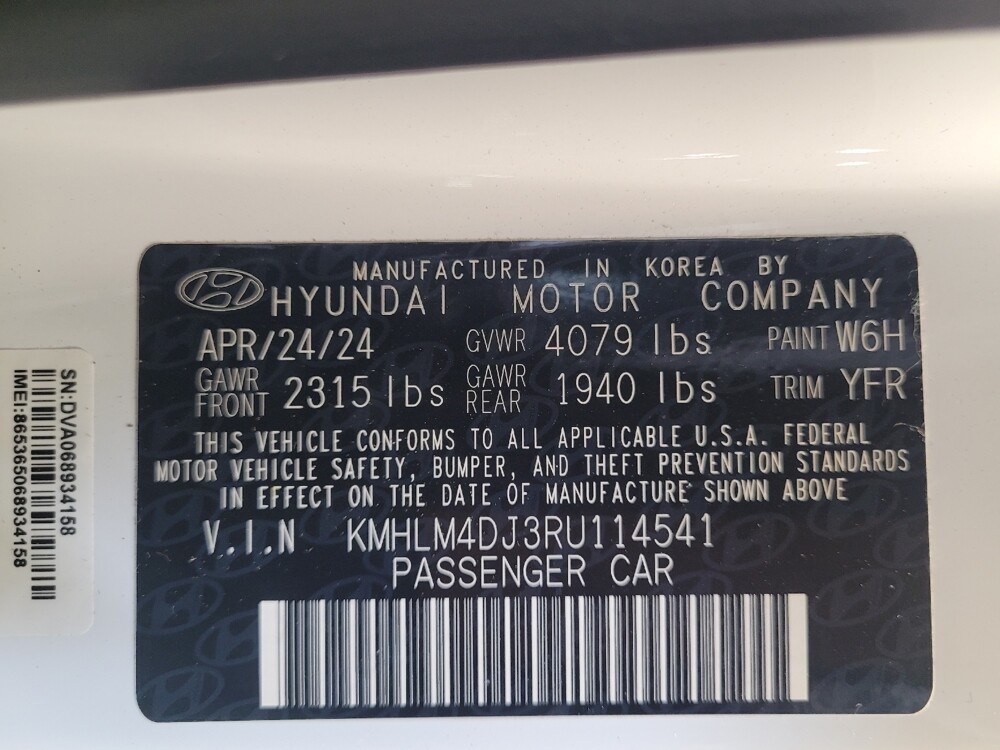 MANUFACTURED IN KOREA BY
HYUNDAI MOTOR COMPANY
APR/24/24 GVWR 4079 lbs PAINT W6H
GAWR FRONT 2315 lbs GAWR REAR 1940 lbs TRIM YFR
THIS VEHICLE CONFORMS TO ALL APPLICABLE U.S.A. FEDERAL
MOTOR VEHICLE SAFETY, BUMPER, AND THEFT PREVENTION STANDARDS
IN EFFECT ON THE DATE OF MANUFACTURE SHOWN ABOVE
V.I.N KMHLM4DJ3RU114541
PASSENGER CAR
SN:DVA068934158
IMEI:865365068934158